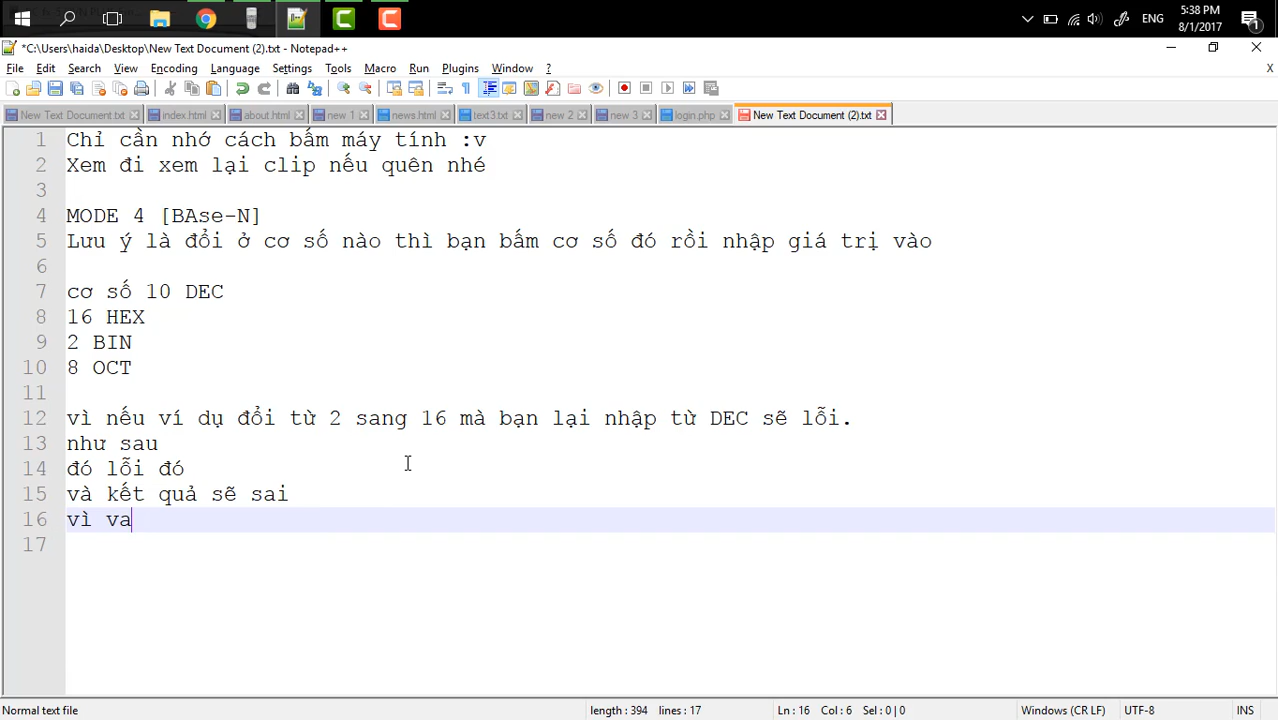 5:38 PM
ENG
8/1/2017
*C:\Users\haida\Desktop\New Text Document (2).txt - Notepad++
File Edit Search View Encoding Language Settings Tools Macro Run Plugins Window ? X
New Text Document.txt index.html about.html new 1 news.html text3.txt new 2 new 3 login.php New Text Document (2).txt
1 Chỉ cần nhớ cách bấm máy tính :v
2 Xem đi xem lại clip nếu quên nhé
3
4 MODE 4 [BAse-N]
5 Lưu ý là đổi ở cơ số nào thì bạn bấm cơ số đó rồi nhập giá trị vào
6
7 cơ số 10 DEC
8 16 HEX
9 2 BIN
10 8 OCT
11
12 vì nếu ví dụ đổi từ 2 sang 16 mà bạn lại nhập từ DEC sẽ lỗi.
13 như sau
14 đó lỗi đó
15 và kết quả sẽ sai
16 vì va
17
Normal text file length : 394 lines : 17 Ln : 16 Col : 6 Sel : 0 | 0 Windows (CR LF) UTF-8 INS